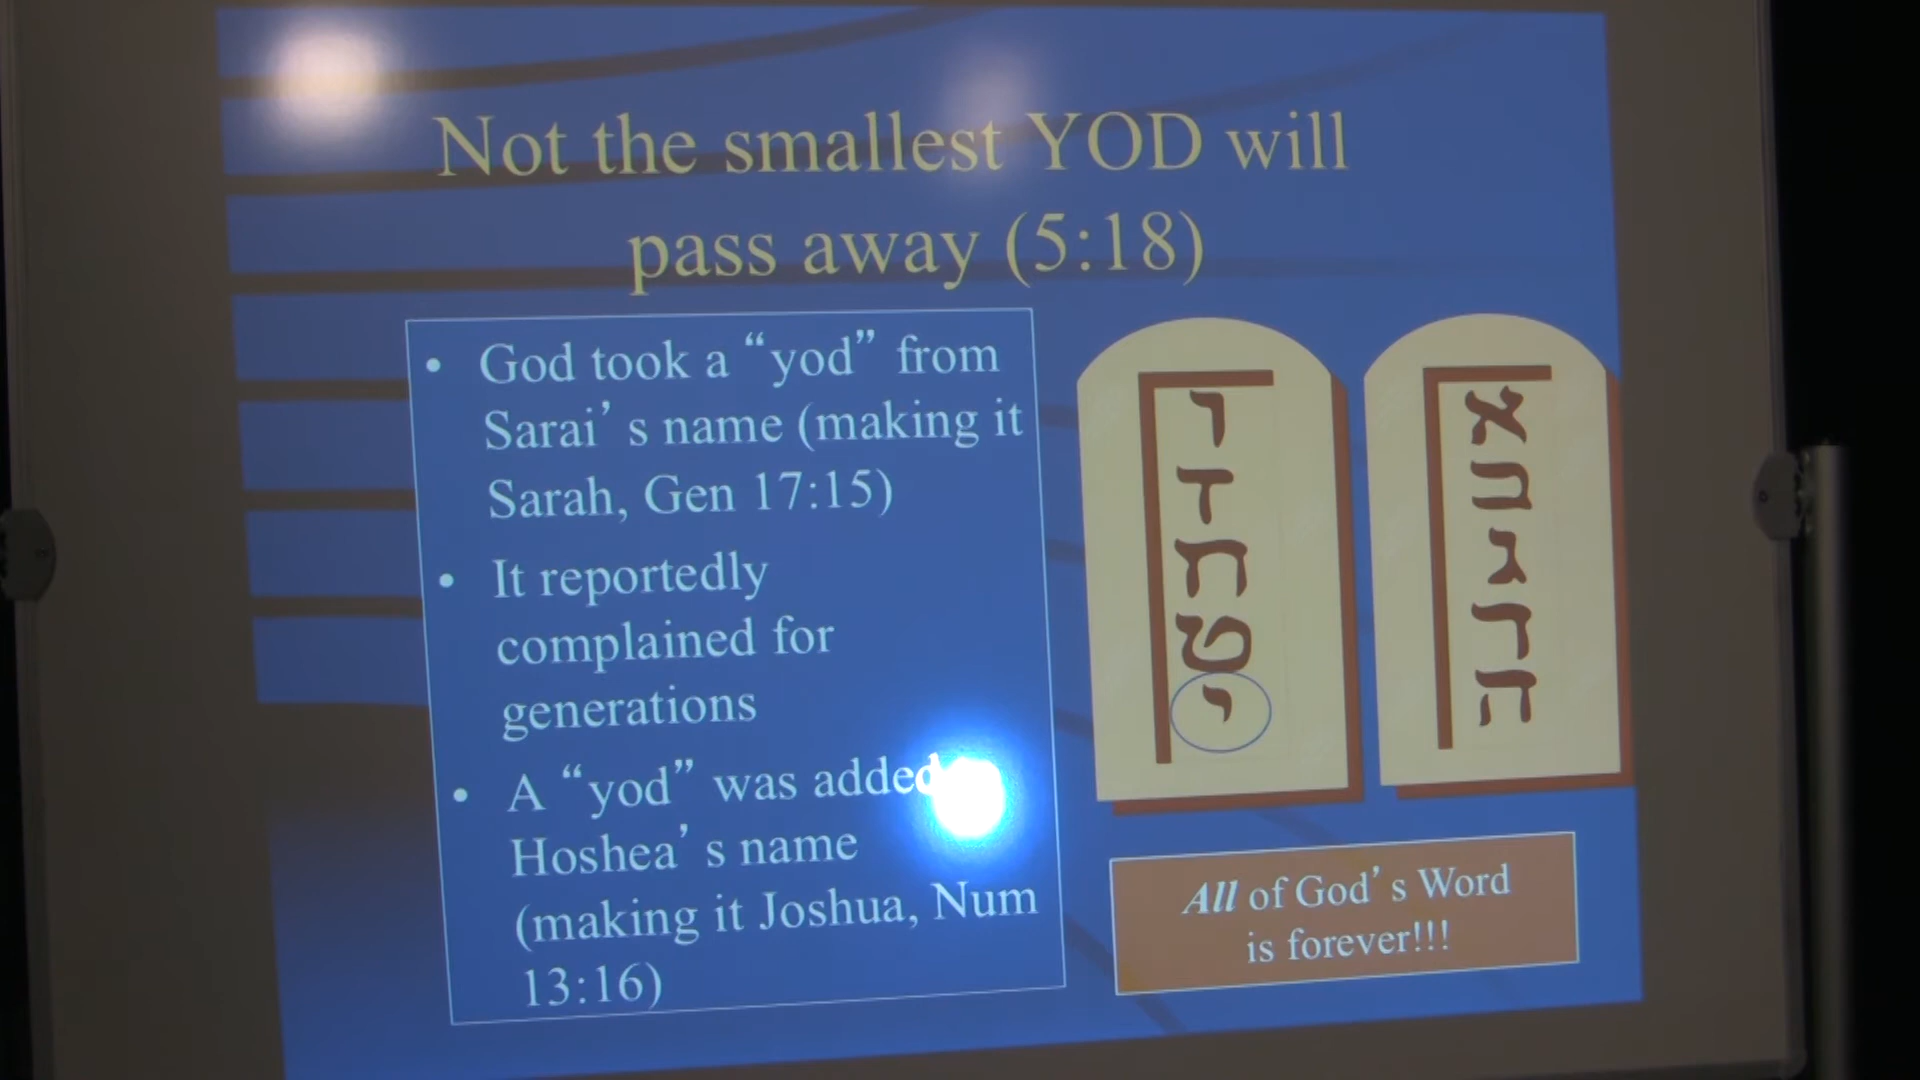 Not the smallest YOD will
pass away (5:18)
• God took a “yod” from
Sarai’s name (making it
Sarah, Gen 17:15)
• It reportedly
complained for
generations
• A “yod” was added
Hoshea’s name
(making it Joshua, Num
13:16)
א
ב
ג
ד
ה
ו
ז
ח
ט
י
All of God’s Word
is forever!!!